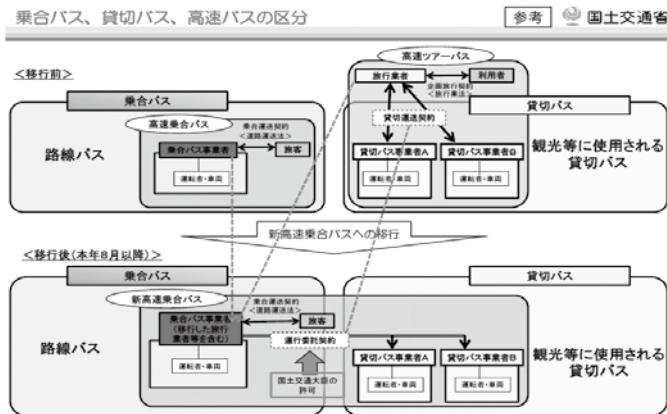 乗合バス、貸切バス、高速バスの区分
参考
国土交通省
<移行前>
乗合バス
高速乗合バス
乗合運送契約
<道路運送法>
乗合バス事業者
旅客
運転者・車両
路線バス
高速ツアーバス
旅行業者
利用者
企画旅行契約
<旅行業法>
貸切運送契約
貸切バス
貸切バス事業者A
貸切バス事業者B
運転者・車両
運転者・車両
観光等に使用される
貸切バス
新高速乗合バスへの移行
<移行後(本年8月以降)>
乗合バス
新高速乗合バス
乗合運送契約
<道路運送法>
乗合バス事業者
(移行した旅行
業者等を含む)
旅客
運転者・車両
路線バス
運行委託契約
国土交通大臣の
許可
貸切バス
貸切バス事業者A
貸切バス事業者B
運転者・車両
運転者・車両
観光等に使用される
貸切バス